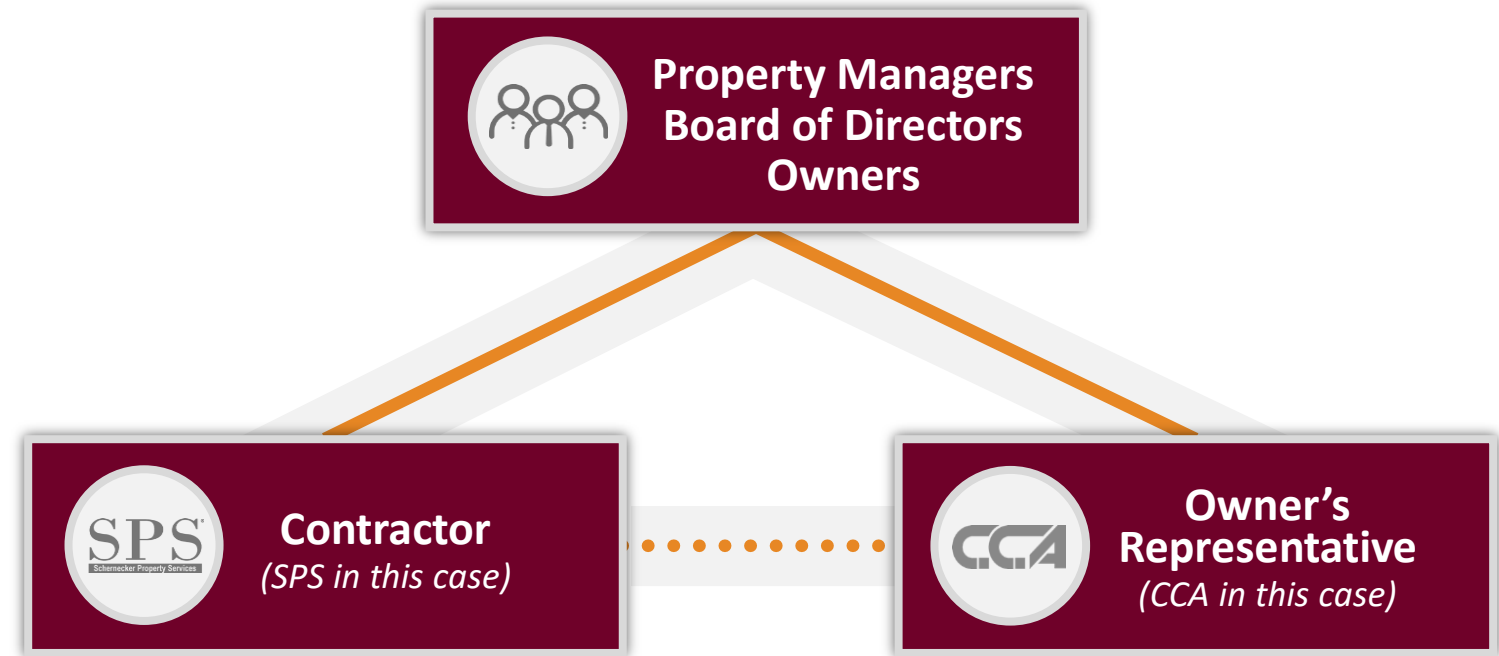 Property Managers
Board of Directors
Owners
SPS
Schernecker Property Services
Contractor
(SPS in this case)
C.C.A
Owner’s
Representative
(CCA in this case)